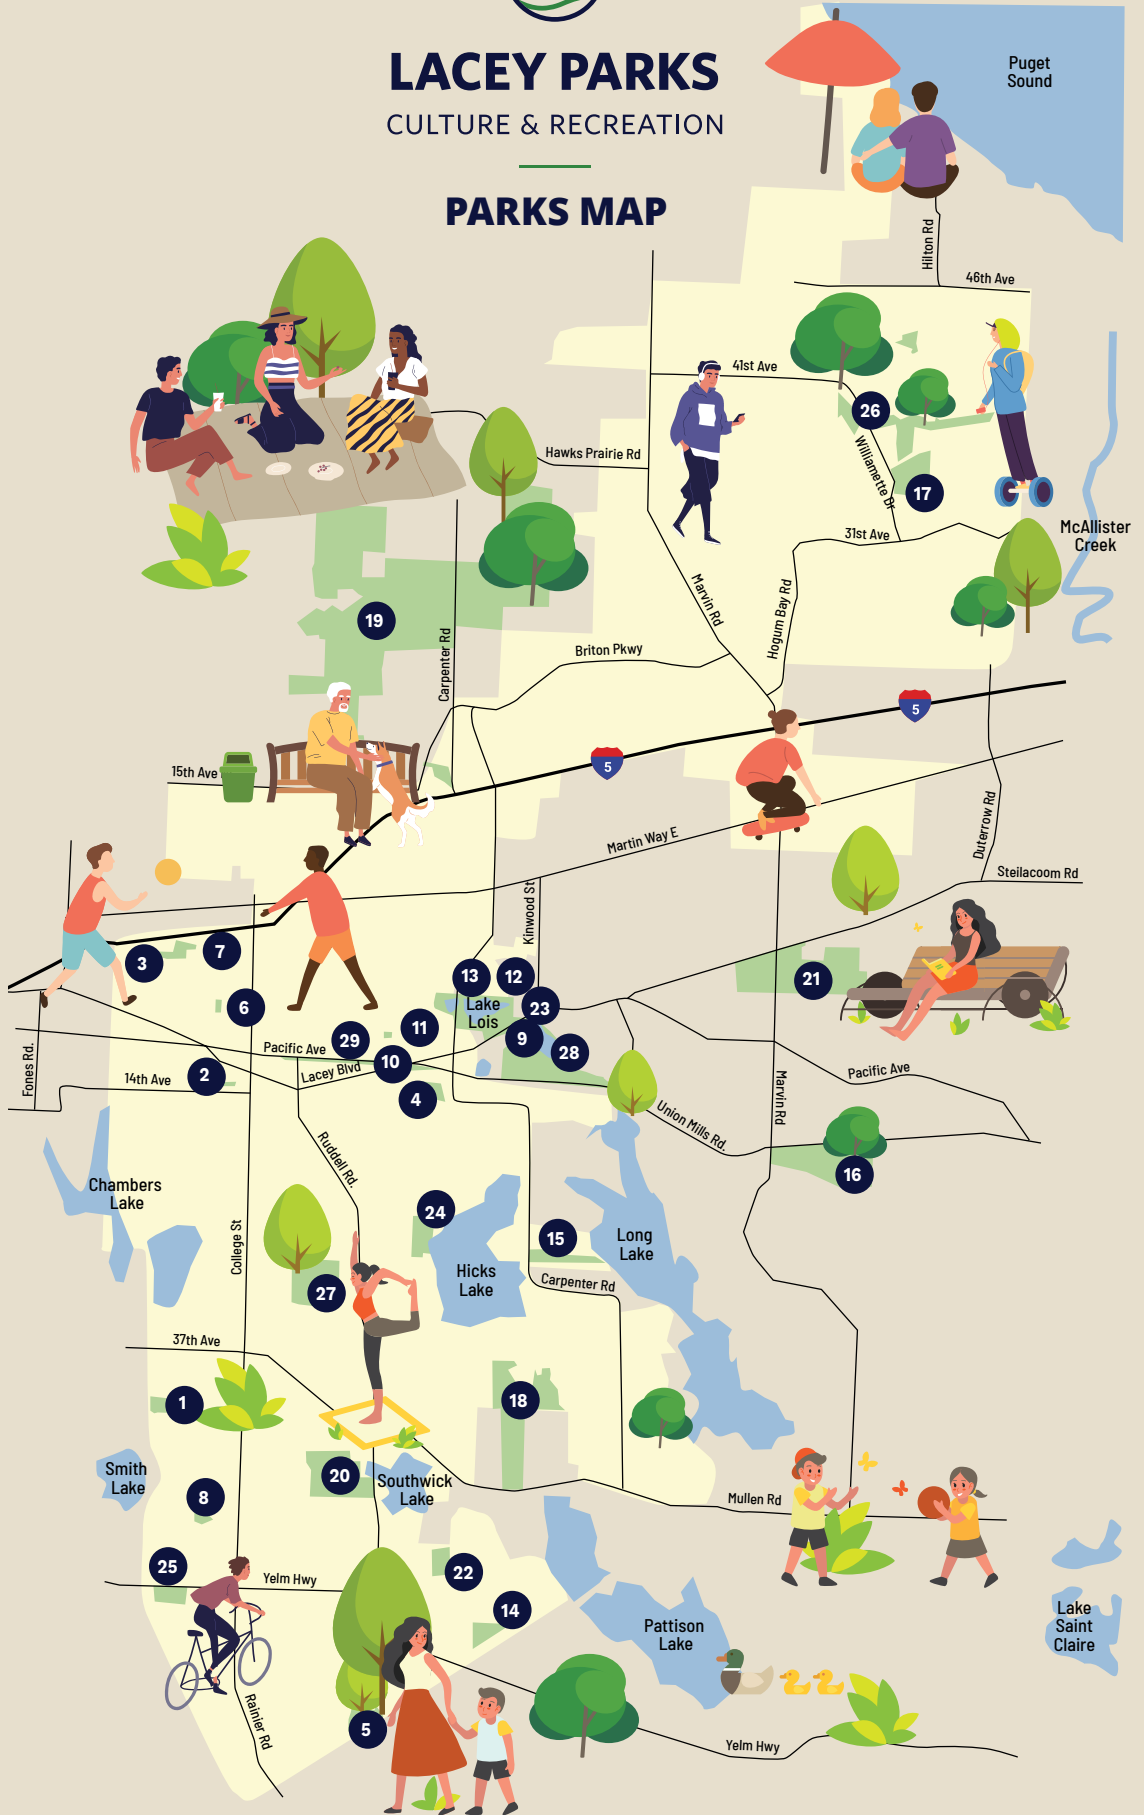 LACEY PARKS
CULTURE & RECREATION
PARKS MAP
Puget
Sound
Hilton Rd
46th Ave
41st Ave
26
Williamette Dr
17
Hawks Prairie Rd
31st Ave
McAllister
Creek
Marvin Rd
Hogum Bay Rd
19
Carpenter Rd
Briton Pkwy
5
5
15th Ave
Martin Way E
Duterrow Rd
Steilacoom Rd
Kinwood St
3
7
13
12
21
6
Lake
Lois
23
11
29
9
28
Pacific Ave
10
Lacey Blvd
Fones Rd.
14th Ave
2
4
Pacific Ave
Marvin Rd
Union Mills Rd.
16
Ruddell Rd.
Chambers
Lake
24
College St
15
Long
Lake
Hicks
Lake
27
Carpenter Rd
37th Ave
1
18
Smith
Lake
20
Southwick
Lake
8
Mullen Rd
25
Yelm Hwy
22
14
Pattison
Lake
Lake
Saint
Claire
Rainier Rd
5
Yelm Hwy